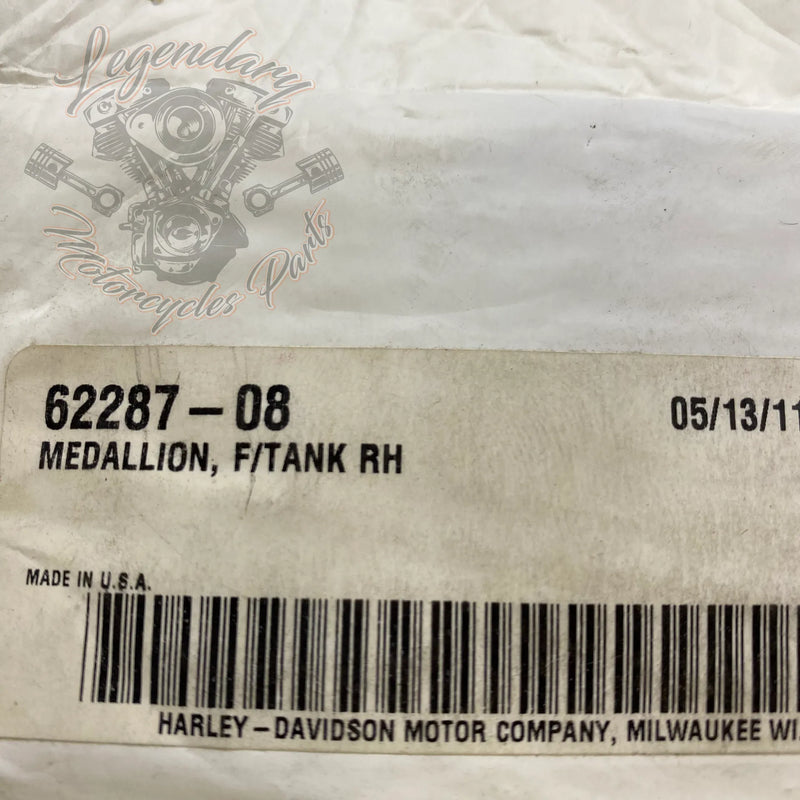 Legendary
Motorcycles Parts
62287-08
05/13/11
MEDALLION, F/TANK RH
MADE IN U.S.A.
HARLEY-DAVIDSON MOTOR COMPANY, MILWAUKEE WI